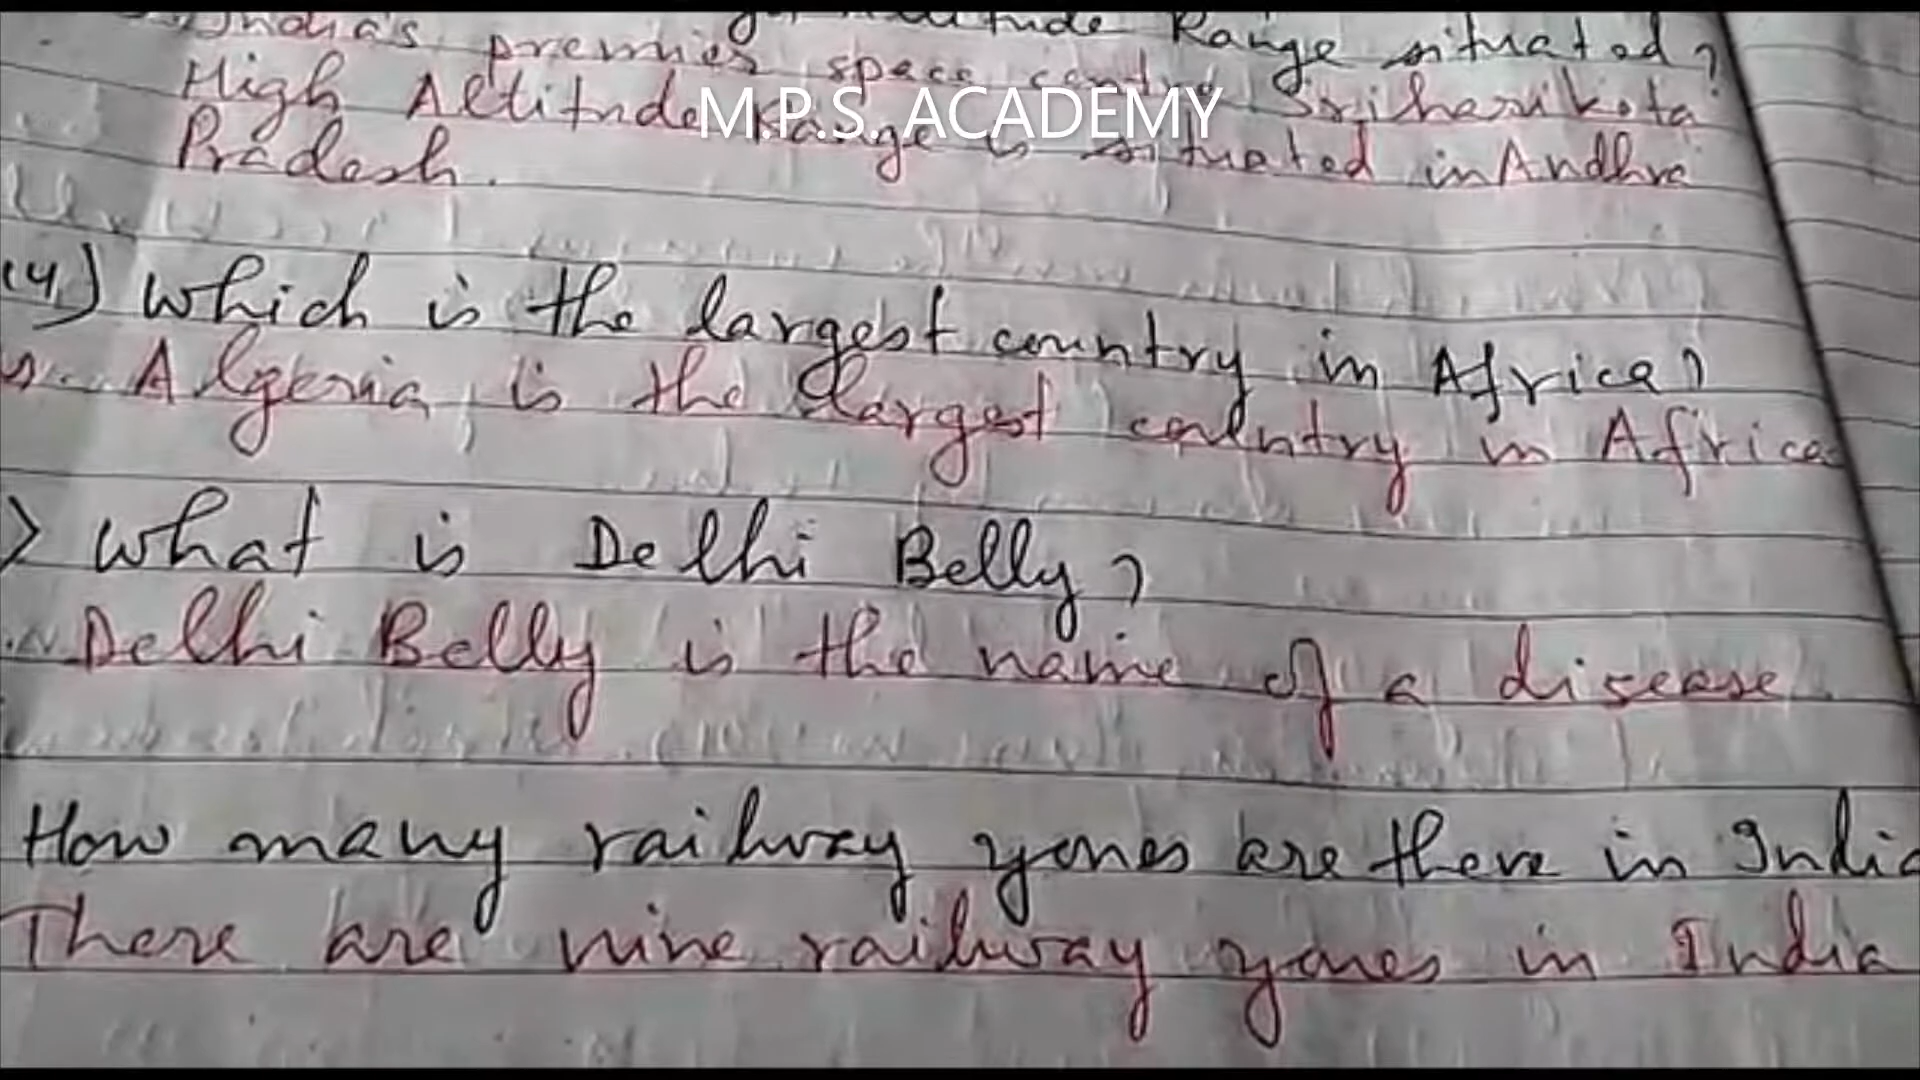 Range situated?
India's premier space centre Sriharikota
High Altitude Range is situated in Andhra
Pradesh.
M.P.S. ACADEMY
(4) Which is the largest country in Africa?
s. Algeria is the largest country in Africa
> What is Delhi Belly?
Delhi Belly is the name of a disease
How many railway zones are there in India
There are nine railway zones in India